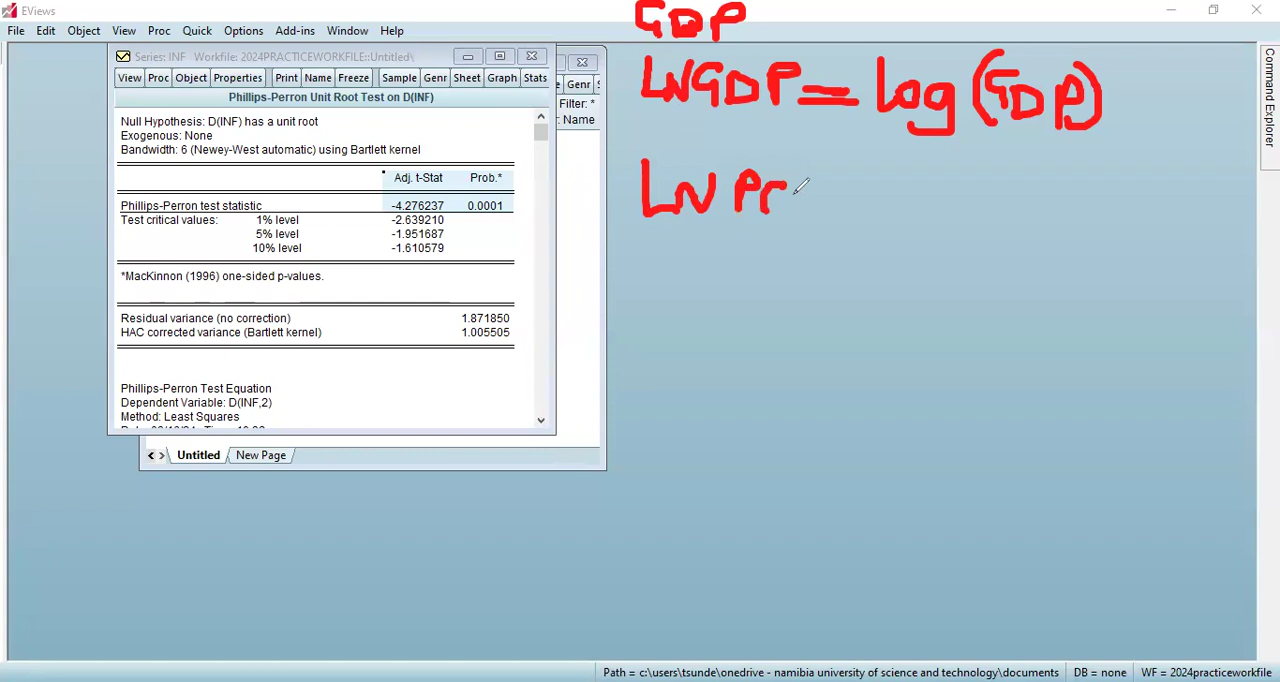 EViews
File Edit Object View Proc Quick Options Add-ins Window Help
GDP
LNGDP = log(GDP)
LN Pr
Command Explorer
Series: INF Workfile: 2024PRACTICEWORKFILE::Untitled\
View Proc Object Properties Print Name Freeze Sample Genr Sheet Graph Stats
Genr
Filter: *
Name
Phillips-Perron Unit Root Test on D(INF)
Null Hypothesis: D(INF) has a unit root
Exogenous: None
Bandwidth: 6 (Newey-West automatic) using Bartlett kernel
Adj. t-Stat Prob.*
Phillips-Perron test statistic -4.276237 0.0001
Test critical values: 1% level -2.639210
5% level -1.951687
10% level -1.610579
*MacKinnon (1996) one-sided p-values.
Residual variance (no correction) 1.871850
HAC corrected variance (Bartlett kernel) 1.005505
Phillips-Perron Test Equation
Dependent Variable: D(INF,2)
Method: Least Squares
Untitled New Page
Path = c:\users\tsunde\onedrive - namibia university of science and technology\documents DB = none WF = 2024practiceworkfile